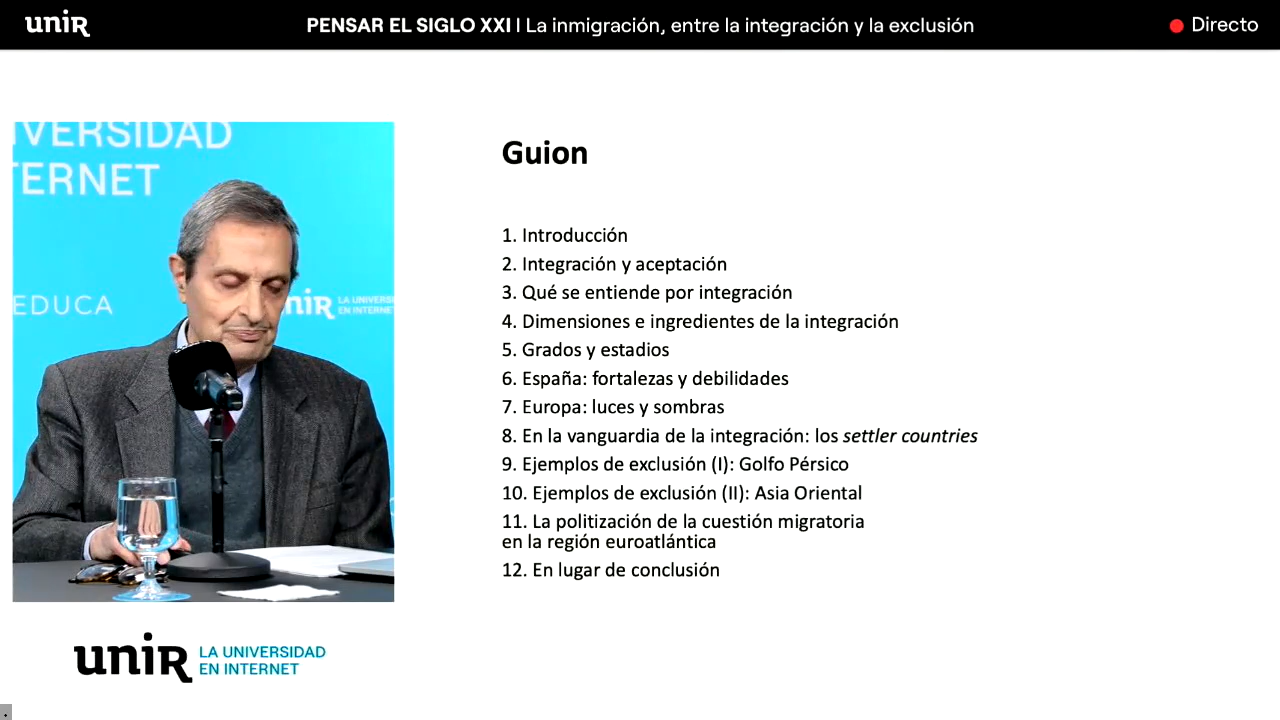 unir
PENSAR EL SIGLO XXI | La inmigración, entre la integración y la exclusión
Directo
IVERSIDAD
TERNET
EDUCA
unir
LA UNIVERSI
EN INTERNET
Guion
1. Introducción
2. Integración y aceptación
3. Qué se entiende por integración
4. Dimensiones e ingredientes de la integración
5. Grados y estadios
6. España: fortalezas y debilidades
7. Europa: luces y sombras
8. En la vanguardia de la integración: los settler countries
9. Ejemplos de exclusión (I): Golfo Pérsico
10. Ejemplos de exclusión (II): Asia Oriental
11. La politización de la cuestión migratoria
en la región euroatlántica
12. En lugar de conclusión
unir
LA UNIVERSIDAD
EN INTERNET